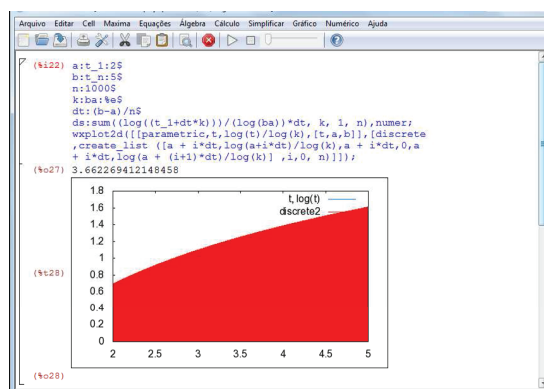 Arquivo Editar Cell Maxima Equações Álgebra Cálculo Simplificar Gráfico Numérico Ajuda
(%i22) a:t_1:2$
b:t_n:5$
n:1000$
k:ba:%e$
dt:(b-a)/n$
ds:sum((log((t_1+dt*k)))/(log(ba))*dt, k, 1, n),numer;
wxplot2d([[parametric,t,log(t)/log(k),[t,a,b]],[discrete
,create_list ([a + i*dt,log(a+i*dt)/log(k),a + i*dt,0,a
+ i*dt,log(a + (i+1)*dt)/log(k)] ,i,0, n)]]);
(%o27) 3.662269412148458
(%t28)
1.8
1.6
1.4
1.2
1
0.8
0.6
0.4
0.2
0
t, log(t)
discrete2
2 2.5 3 3.5 4 4.5 5
(%o28)